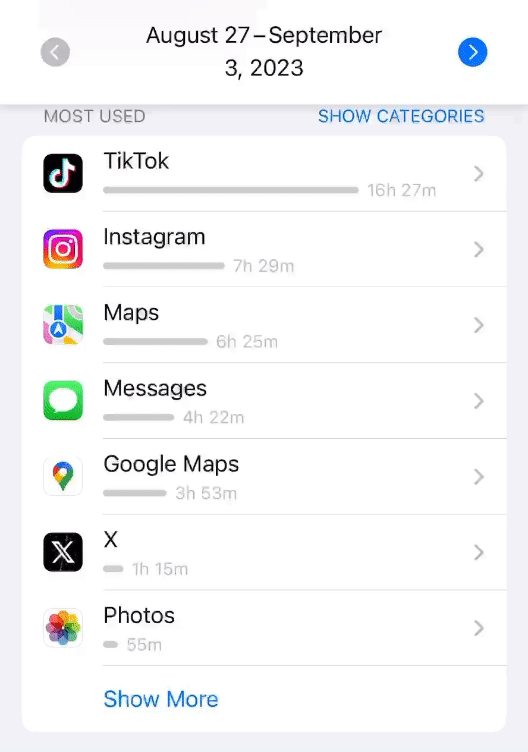 August 27–September
3, 2023
MOST USED
SHOW CATEGORIES
TikTok
16h 27m
Instagram
7h 29m
Maps
6h 25m
Messages
4h 22m
Google Maps
3h 53m
X
1h 15m
Photos
55m
Show More